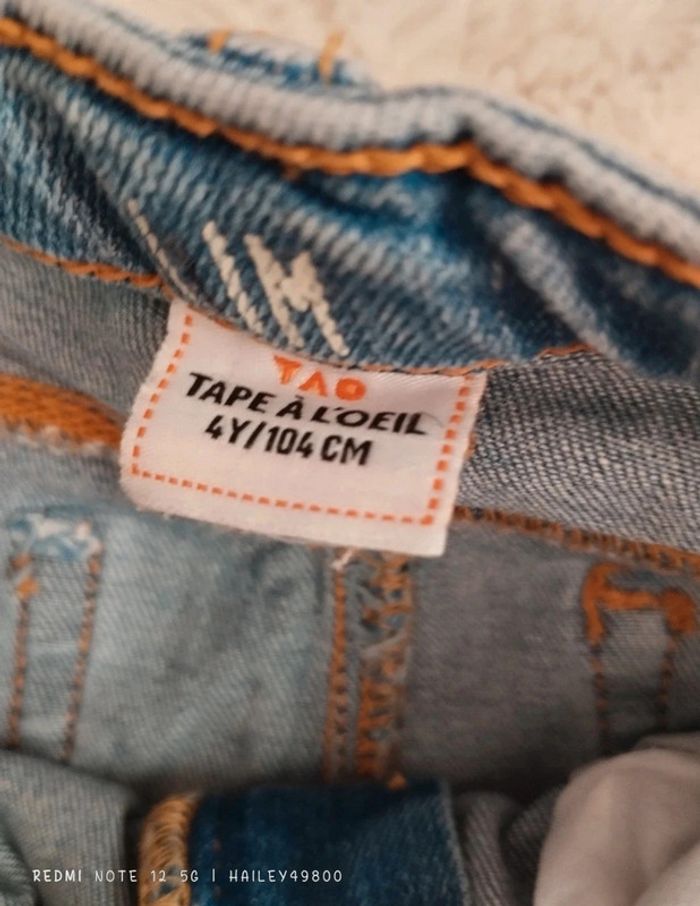 TAO
TAPE À L'OEIL
4Y/104 CM
REDMI NOTE 12 5G | HAILEY49800